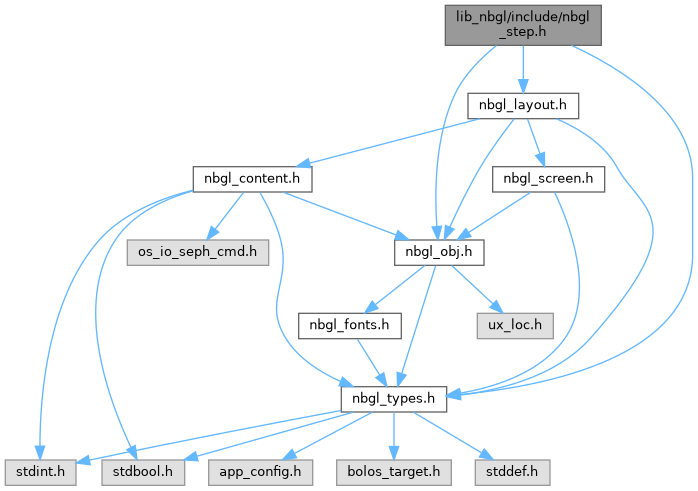 lib_nbgl/include/nbgl
_step.h
nbgl_layout.h
nbgl_content.h
nbgl_screen.h
os_io_seph_cmd.h
nbgl_obj.h
nbgl_fonts.h
ux_loc.h
nbgl_types.h
stdint.h
stdbool.h
app_config.h
bolos_target.h
stddef.h